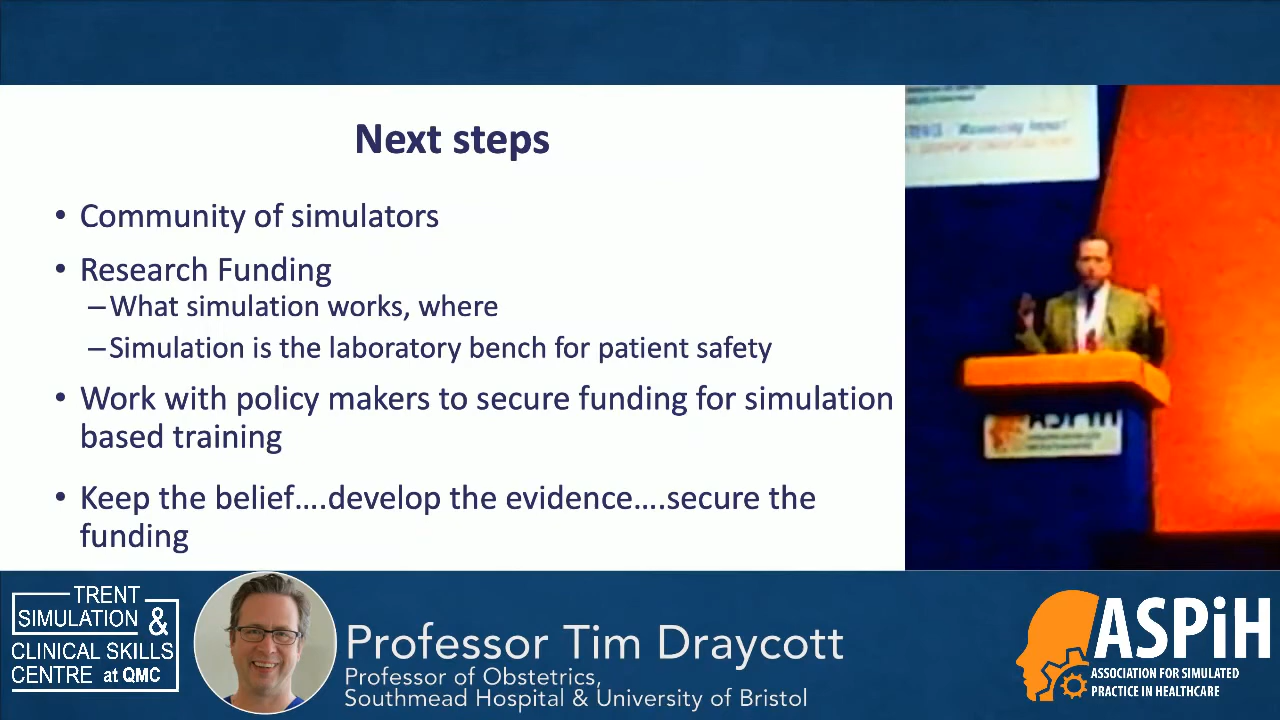 Next steps
• Community of simulators
• Research Funding
–What simulation works, where
–Simulation is the laboratory bench for patient safety
• Work with policy makers to secure funding for simulation
based training
• Keep the belief....develop the evidence....secure the
funding
ASPiH
TRENT
SIMULATION &
CLINICAL SKILLS
CENTRE at QMC
Professor Tim Draycott
Professor of Obstetrics,
Southmead Hospital & University of Bristol
ASPiH
ASSOCIATION FOR SIMULATED
PRACTICE IN HEALTHCARE